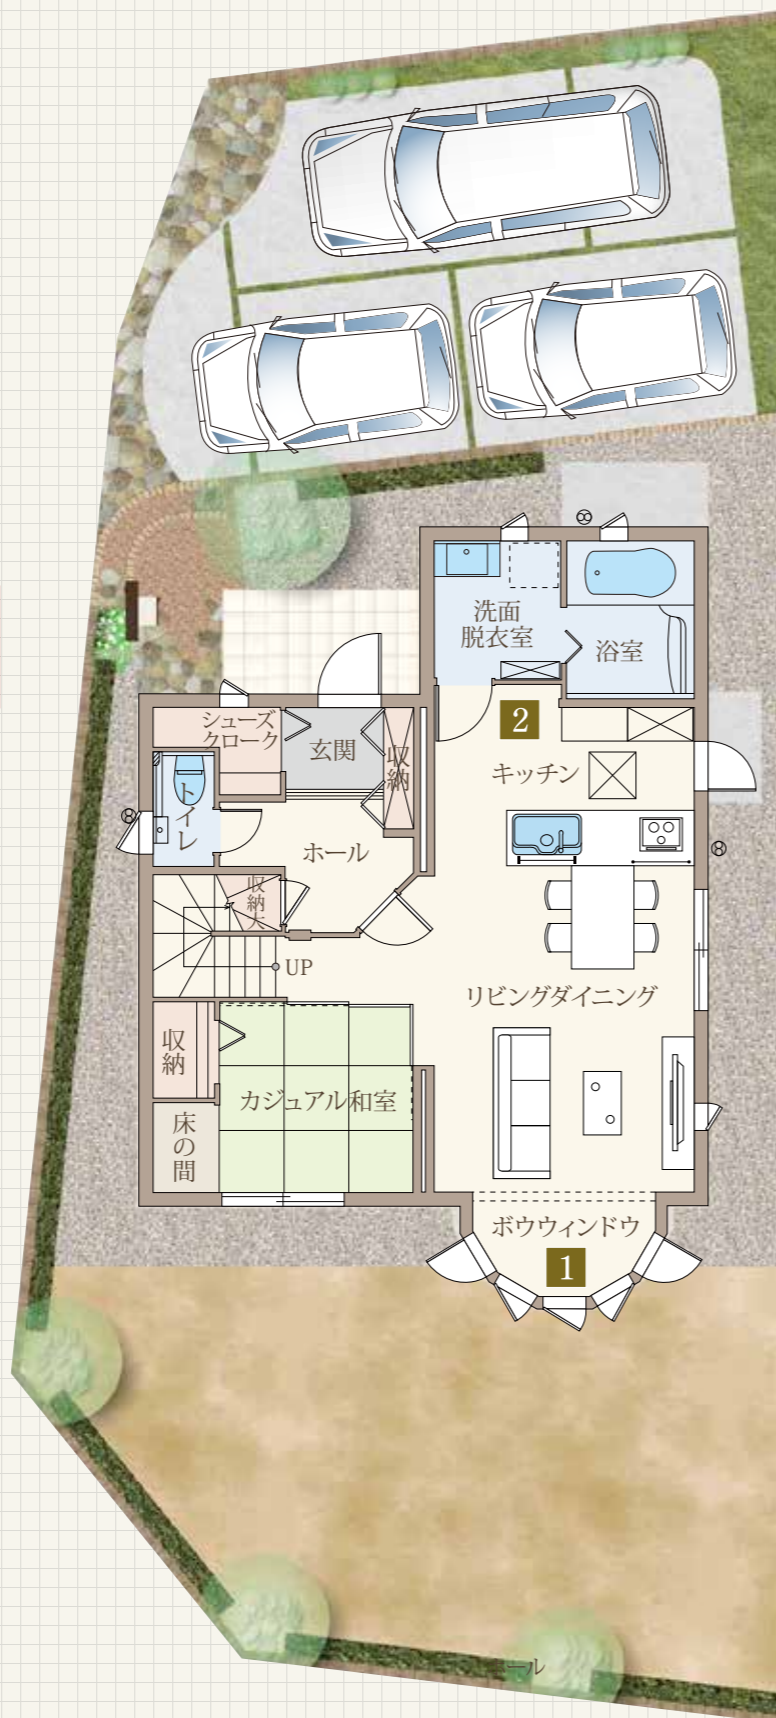 洗面
脱衣室
浴室
シューズ
クローク
玄関
収納
2
キッチン
トイレ
ホール
収納大
UP
リビングダイニング
収納
カジュアル和室
床の間
ボウウィンドウ
1
ール